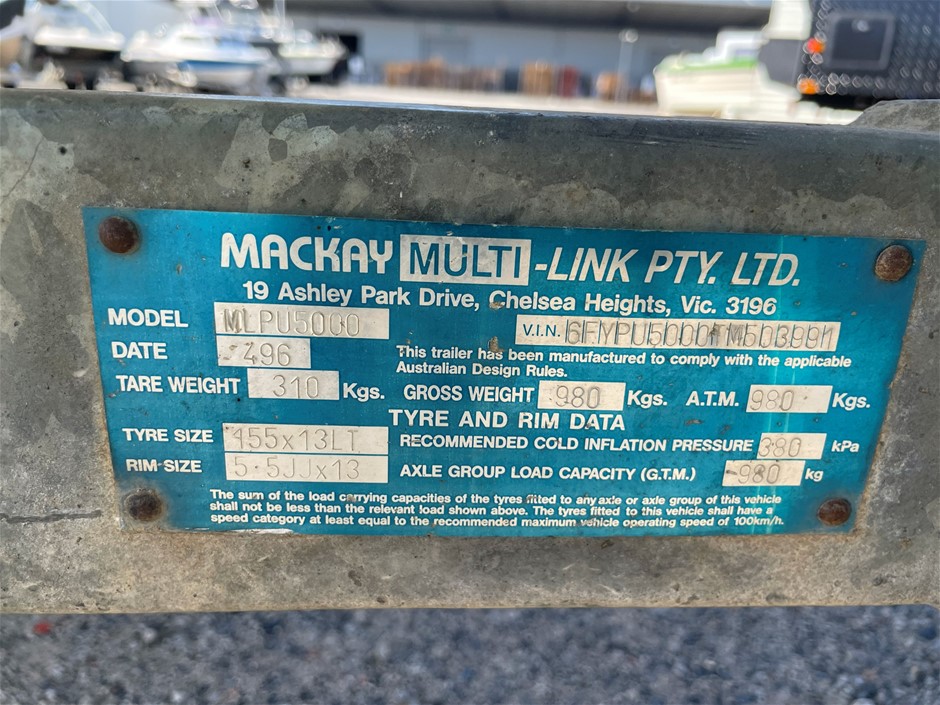 MACKAY MULTI-LINK PTY. LTD.
19 Ashley Park Drive, Chelsea Heights, Vic. 3196
MODEL MLPU5000
V.I.N.
DATE 496
This trailer has been manufactured to comply with the applicable
Australian Design Rules.
TARE WEIGHT 310 Kgs.
GROSS WEIGHT 980 Kgs. A.T.M. 980 Kgs.
TYRE AND RIM DATA
TYRE SIZE 155x13LT
RECOMMENDED COLD INFLATION PRESSURE 380 kPa
RIM SIZE 5.5JJx13
AXLE GROUP LOAD CAPACITY (G.T.M.) 980 kg
The sum of the load carrying capacities of the tyres fitted to any axle or axle group of this vehicle
shall not be less than the relevant load shown above. The tyres fitted to this vehicle shall have a
speed category at least equal to the recommended maximum vehicle operating speed of 100km/h.